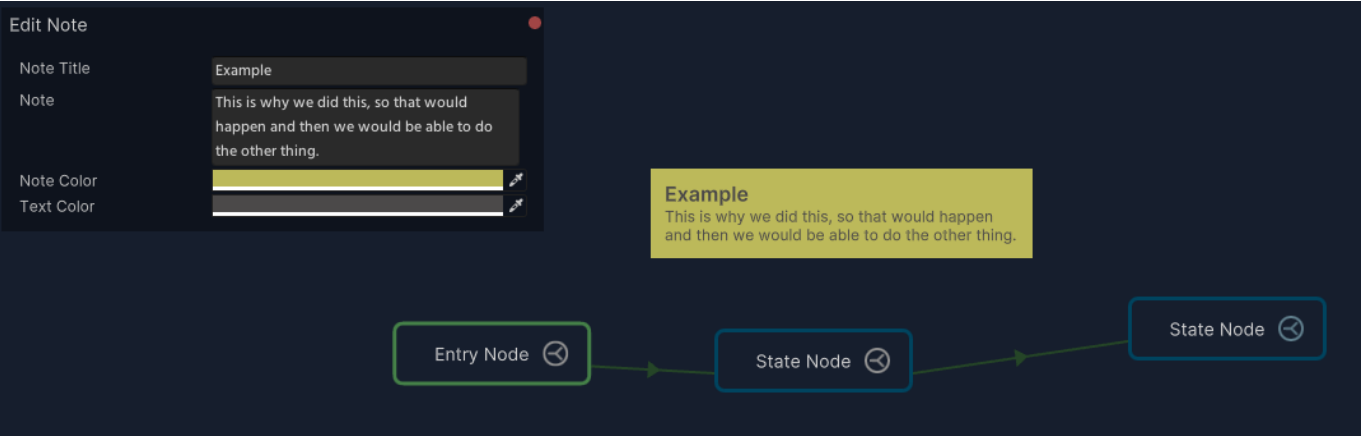 Edit Note
Note Title
Example
Note
This is why we did this, so that would
happen and then we would be able to do
the other thing.
Note Color
Text Color
Example
This is why we did this, so that would happen
and then we would be able to do the other thing.
Entry Node
State Node
State Node